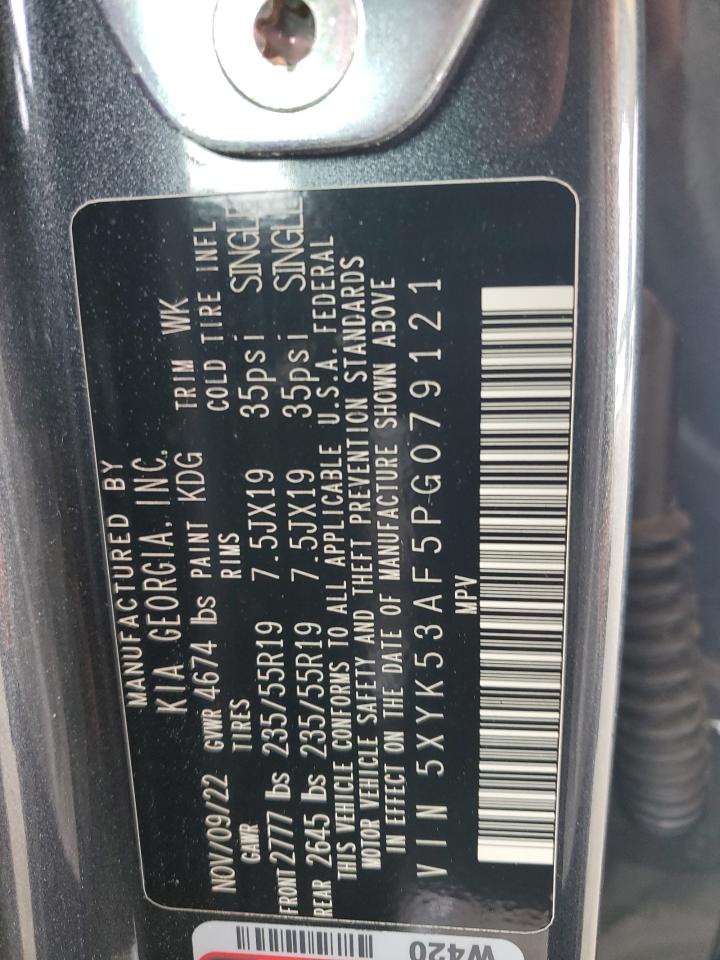 MANUFACTURED BY
KIA GEORGIA, INC.
NOV/09/22 GVWR 4674 lbs PAINT KDG TRIM WK
GAWR TIRES RIMS COLD TIRE INFL
FRONT 2777 lbs 235/55R19 7.5JX19 35psi SINGLE
REAR 2645 lbs 235/55R19 7.5JX19 35psi SINGLE
THIS VEHICLE CONFORMS TO ALL APPLICABLE U.S.A. FEDERAL
MOTOR VEHICLE SAFETY AND THEFT PREVENTION STANDARDS
IN EFFECT ON THE DATE OF MANUFACTURE SHOWN ABOVE
VIN 5XYK53AF5PG079121
MPV
W420